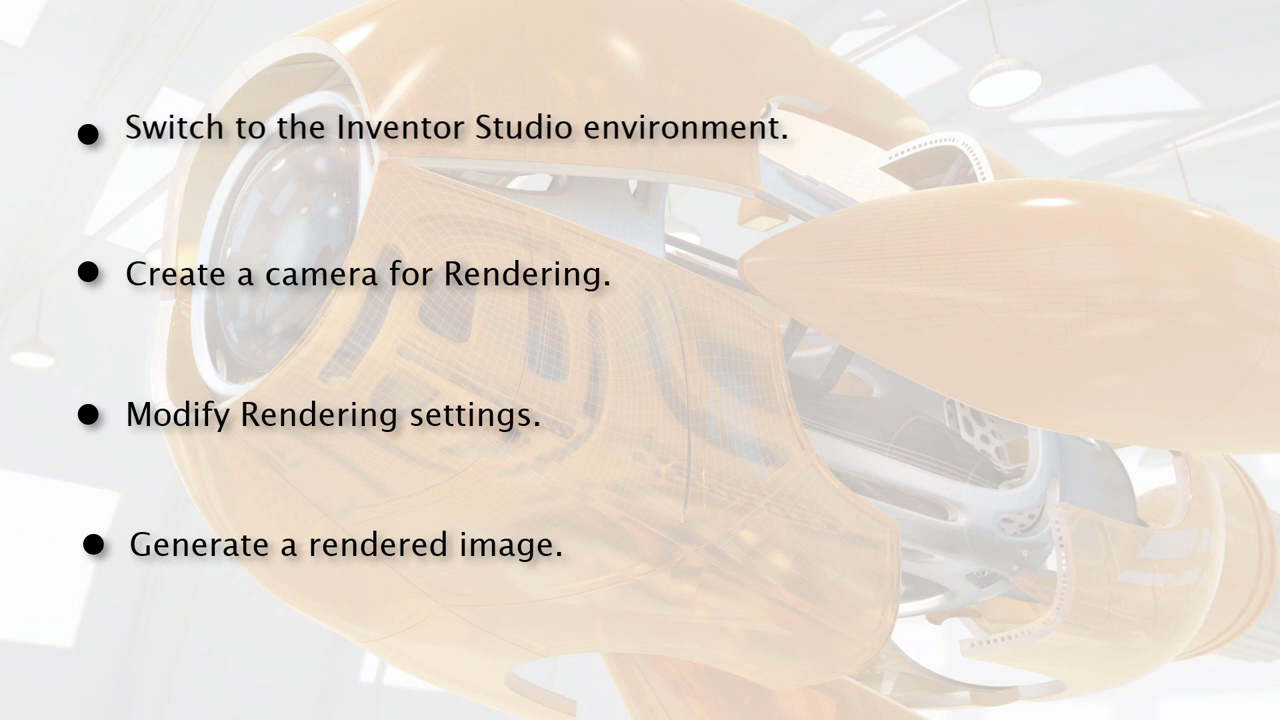 ● Switch to the Inventor Studio environment.
● Create a camera for Rendering.
● Modify Rendering settings.
● Generate a rendered image.